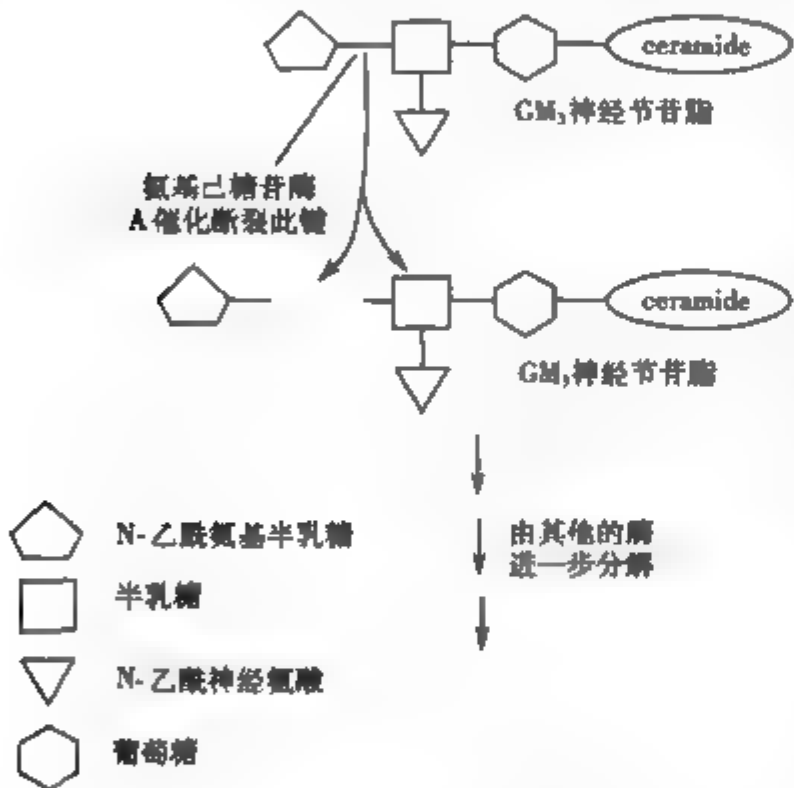 ceramide
GM₂神经节苷脂
氨基己糖苷酶
A催化断裂此键
ceramide
GM₃神经节苷脂
N-乙酰氨基半乳糖
半乳糖
N-乙酰神经氨酸
葡萄糖
由其他的酶
进一步分解